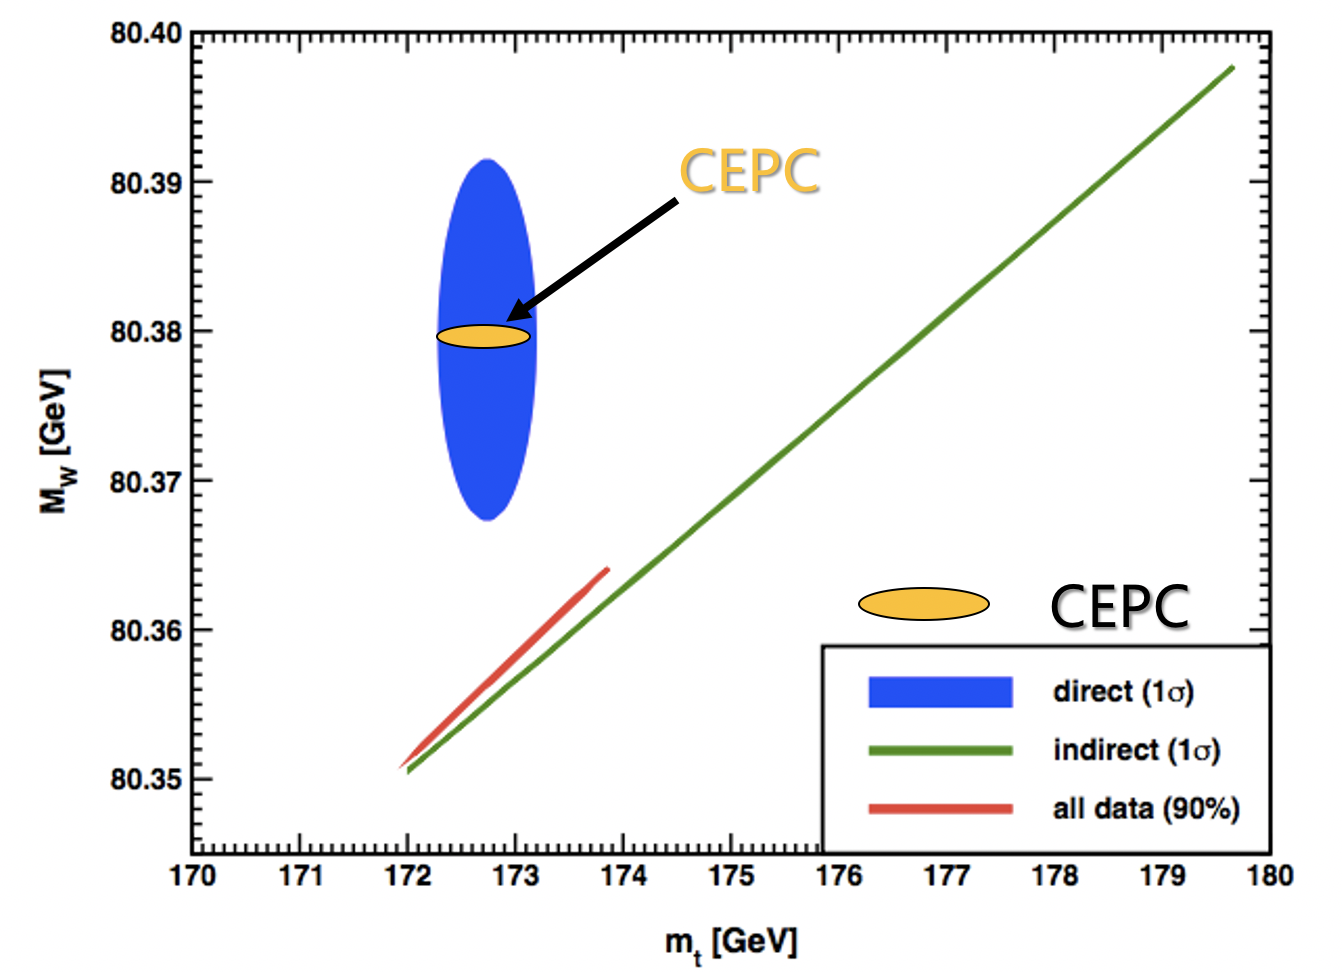 80.40
CEPC
80.39
80.38
M_W [GeV]
80.37
80.36
CEPC
direct (1σ)
indirect (1σ)
80.35
all data (90%)
170 171 172 173 174 175 176 177 178 179 180
m_t [GeV]